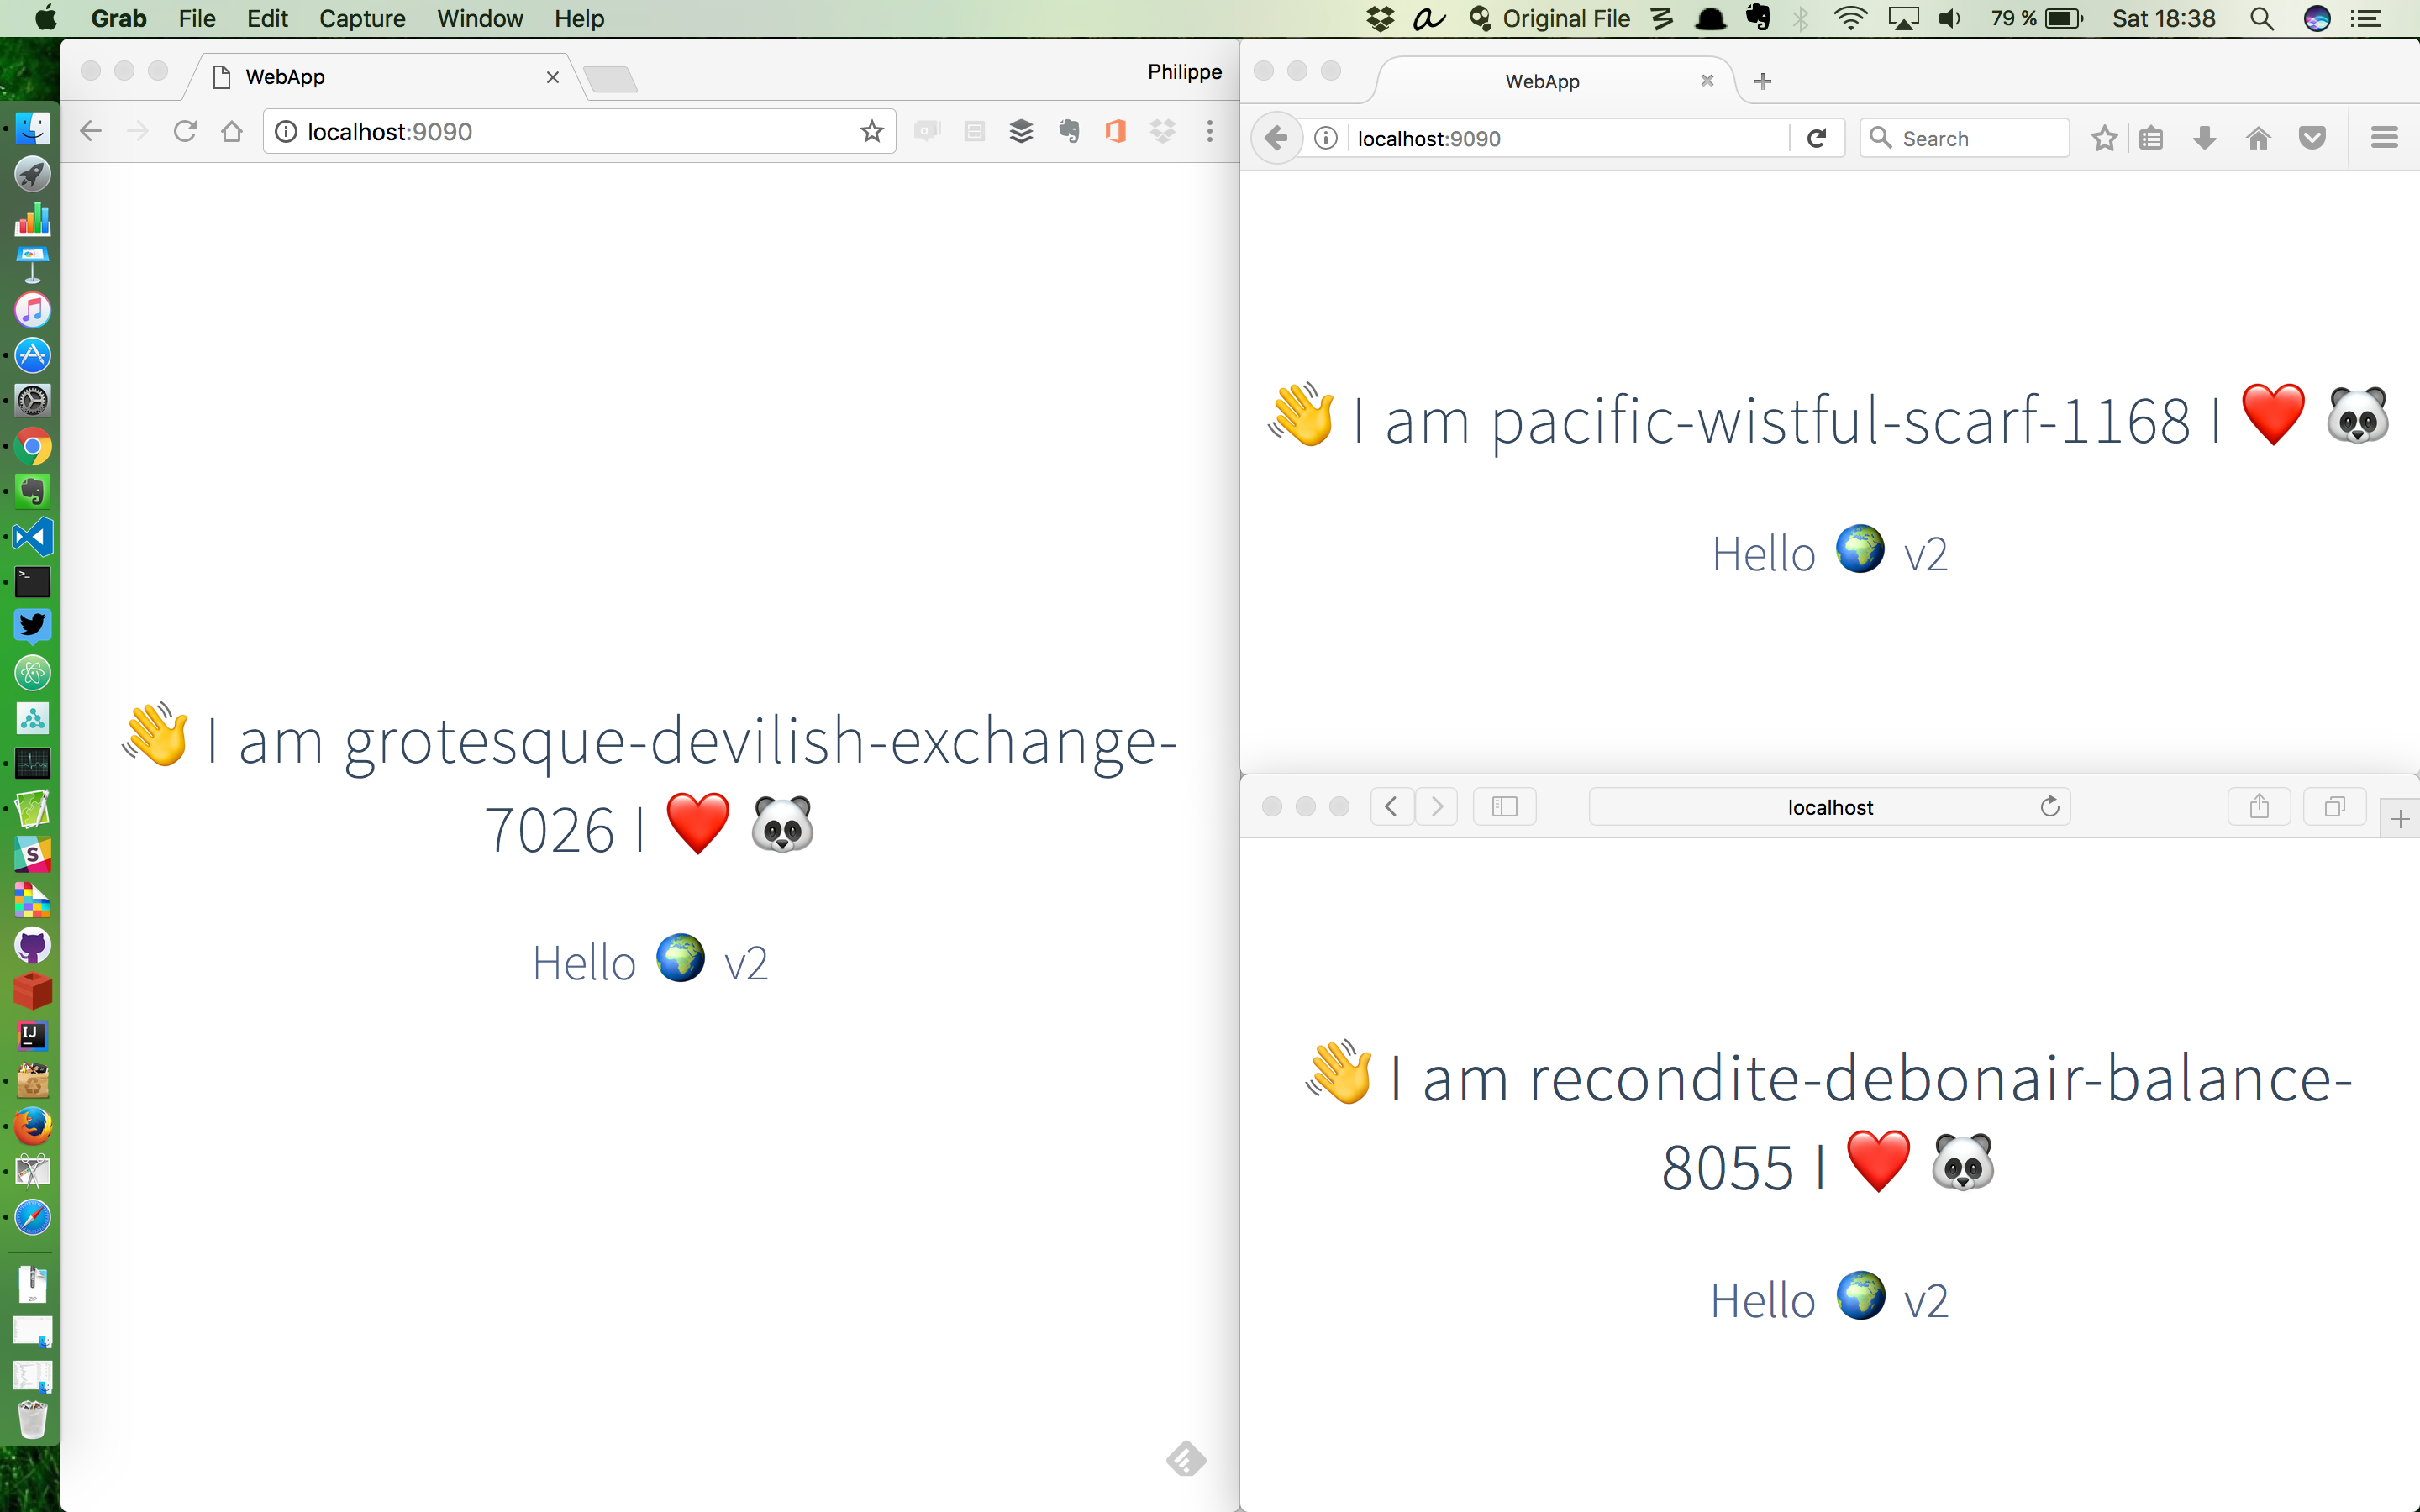 Grab File Edit Capture Window Help Original File 79 % Sat 18:38
WebApp
Philippe
localhost:9090
👋 I am grotesque-devilish-exchange-
7026 I ❤️ 🐼
Hello 🌍 v2
WebApp
localhost:9090
Search
👋 I am pacific-wistful-scarf-1168 I ❤️ 🐼
Hello 🌍 v2
localhost
👋 I am recondite-debonair-balance-
8055 I ❤️ 🐼
Hello 🌍 v2
S
IJ
ZIP